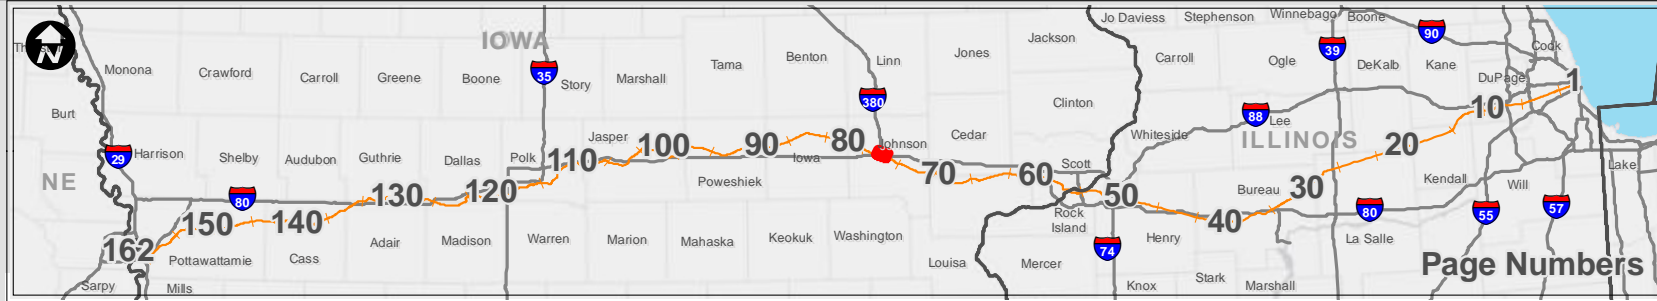 Jo Daviess
Stephenson
Winnebago
Boone
IOWA
N
35
380
39
90
Monona
Crawford
Carroll
Greene
Boone
Story
Marshall
Tama
Benton
Linn
Jones
Jackson
Carroll
Ogle
DeKalb
Kane
DuPage
Cook
1
10
Burt
Clinton
88
Lee
ILLINOIS
Whiteside
20
29
Harrison
Shelby
Audubon
Guthrie
Dallas
Polk
110
Jasper
100
90
Iowa
80
Johnson
Cedar
70
60
Scott
NE
80
130
120
Poweshiek
50
Bureau
30
Kendall
Will
Lake
162
150
140
Rock
Island
40
80
55
57
Pottawattamie
Cass
Adair
Madison
Warren
Marion
Mahaska
Keokuk
Washington
Louisa
Mercer
74
Henry
La Salle
Sarpy
Mills
Knox
Stark
Marshall
Page Numbers